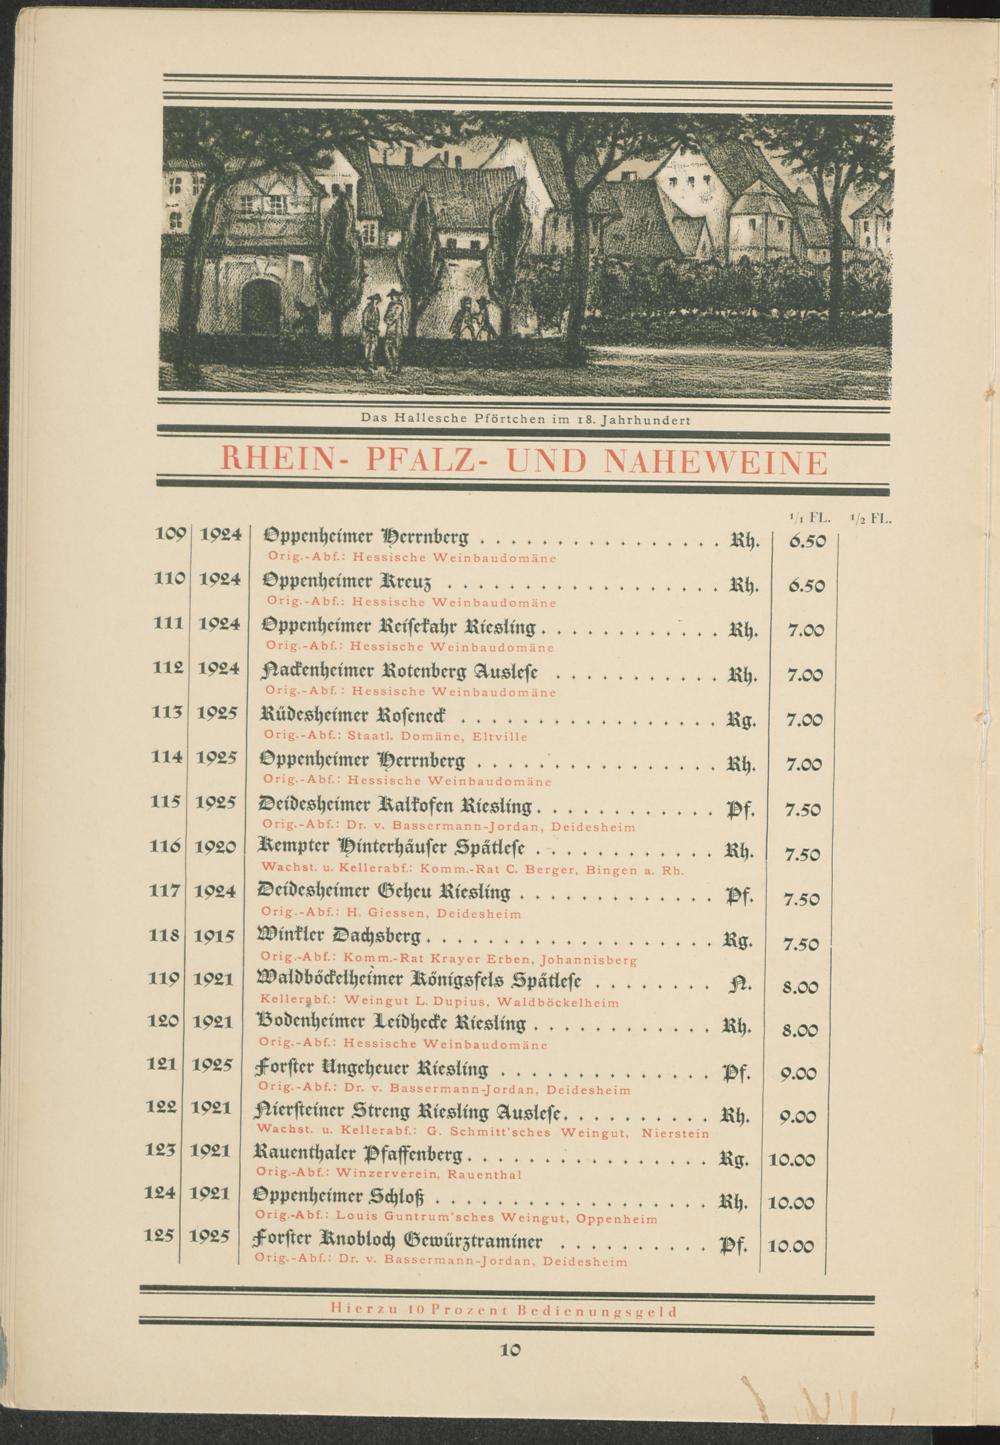 Das Hallesche Pförtchen im 18. Jahrhundert
RHEIN- PFALZ- UND NAHEWEINE
1/1 FL. 1/2 FL.
109 1924 Oppenheimer Herrnberg . . . . . . . . . . . . . . . . Rh. 6.50
Orig.-Abf.: Hessische Weinbaudomäne
110 1924 Oppenheimer Kreuz . . . . . . . . . . . . . . . . . . Rh. 6.50
Orig.-Abf.: Hessische Weinbaudomäne
111 1924 Oppenheimer Reisekahr Riesling . . . . . . . . . . . . Rh. 7.00
Orig.-Abf.: Hessische Weinbaudomäne
112 1924 Nackenheimer Rotenberg Auslese . . . . . . . . . . . Rh. 7.00
Orig.-Abf.: Hessische Weinbaudomäne
113 1925 Rüdesheimer Roseneck . . . . . . . . . . . . . . . . . Rg. 7.00
Orig.-Abf.: Staatl. Domäne, Eltville
114 1925 Oppenheimer Herrnberg . . . . . . . . . . . . . . . . Rh. 7.00
Orig.-Abf.: Hessische Weinbaudomäne
115 1925 Deidesheimer Kalkofen Riesling . . . . . . . . . . . . Pf. 7.50
Orig.-Abf.: Dr. v. Bassermann-Jordan, Deidesheim
116 1920 Kempter Hinterhäuser Spätlese . . . . . . . . . . . . Rh. 7.50
Wachst. u. Kellerabf.: Komm.-Rat C. Berger, Bingen a. Rh.
117 1924 Deidesheimer Geheu Riesling . . . . . . . . . . . . . Pf. 7.50
Orig.-Abf.: H. Giessen, Deidesheim
118 1915 Winkler Dachsberg . . . . . . . . . . . . . . . . . . . Rg. 7.50
Orig.-Abf.: Komm.-Rat Krayer Erben, Johannisberg
119 1921 Waldböckelheimer Königsfels Spätlese . . . . . . . . N. 8.00
Kellerabf.: Weingut L. Dupius, Waldböckelheim
120 1921 Bodenheimer Leidhecke Riesling . . . . . . . . . . . . Rh. 8.00
Orig.-Abf.: Hessische Weinbaudomäne
121 1925 Forster Ungeheuer Riesling . . . . . . . . . . . . . . Pf. 9.00
Orig.-Abf.: Dr. v. Bassermann-Jordan, Deidesheim
122 1921 Niersteiner Streng Riesling Auslese . . . . . . . . . . Rh. 9.00
Wachst. u. Kellerabf.: G. Schmitt'sches Weingut, Nierstein
123 1921 Rauenthaler Pfaffenberg . . . . . . . . . . . . . . . . Rg. 10.00
Orig.-Abf.: Winzerverein, Rauenthal
124 1921 Oppenheimer Schloß . . . . . . . . . . . . . . . . . . Rh. 10.00
Orig.-Abf.: Louis Guntrum'sches Weingut, Oppenheim
125 1925 Forster Knobloch Gewürztraminer . . . . . . . . . . Pf. 10.00
Orig.-Abf.: Dr. v. Bassermann-Jordan, Deidesheim
Hierzu 10 Prozent Bedienungsgeld
10